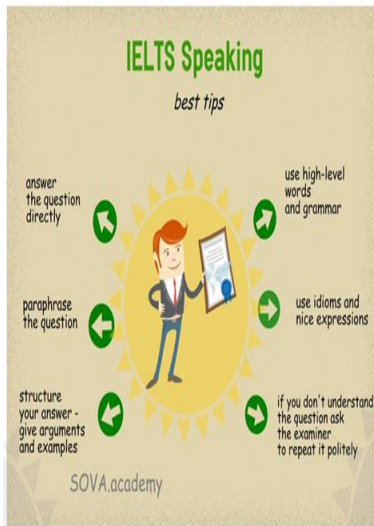 IELTS Speaking
best tips
answer
the question
directly
paraphrase
the question
structure
your answer -
give arguments
and examples
use high-level
words
and grammar
use idioms and
nice expressions
if you don't understand
the question ask
the examiner
to repeat it politely
SOVA.academy